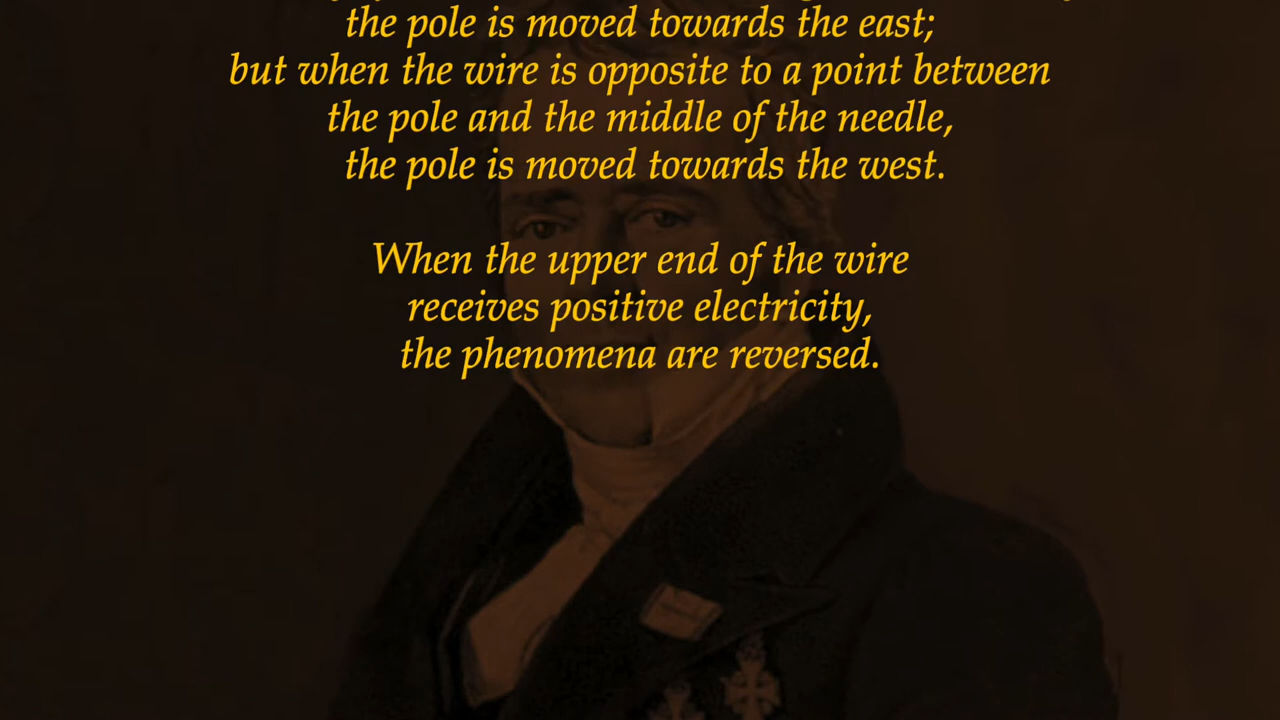 the pole is moved towards the east;
but when the wire is opposite to a point between
the pole and the middle of the needle,
the pole is moved towards the west.
When the upper end of the wire
receives positive electricity,
the phenomena are reversed.